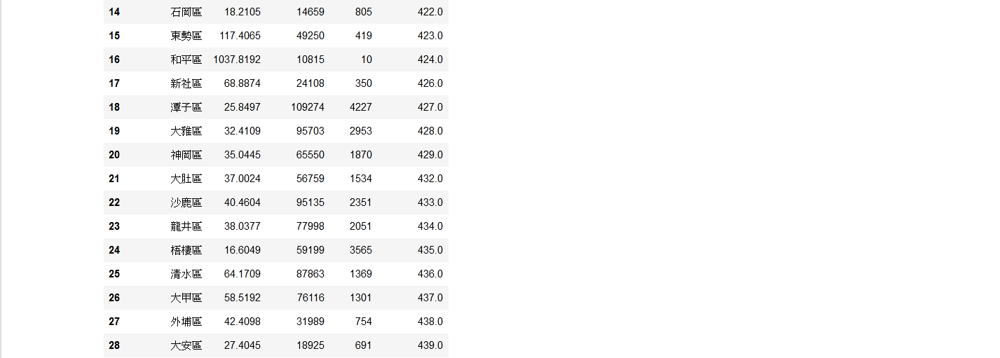 14 石岡區 18.2105 14659 805 422.0
15 東勢區 117.4065 49250 419 423.0
16 和平區 1037.8192 10815 10 424.0
17 新社區 68.8874 24108 350 426.0
18 潭子區 25.8497 109274 4227 427.0
19 大雅區 32.4109 95703 2953 428.0
20 神岡區 35.0445 65550 1870 429.0
21 大肚區 37.0024 56759 1534 432.0
22 沙鹿區 40.4604 95135 2351 433.0
23 龍井區 38.0377 77998 2051 434.0
24 梧棲區 16.6049 59199 3565 435.0
25 清水區 64.1709 87863 1369 436.0
26 大甲區 58.5192 76116 1301 437.0
27 外埔區 42.4098 31989 754 438.0
28 大安區 27.4045 18925 691 439.0